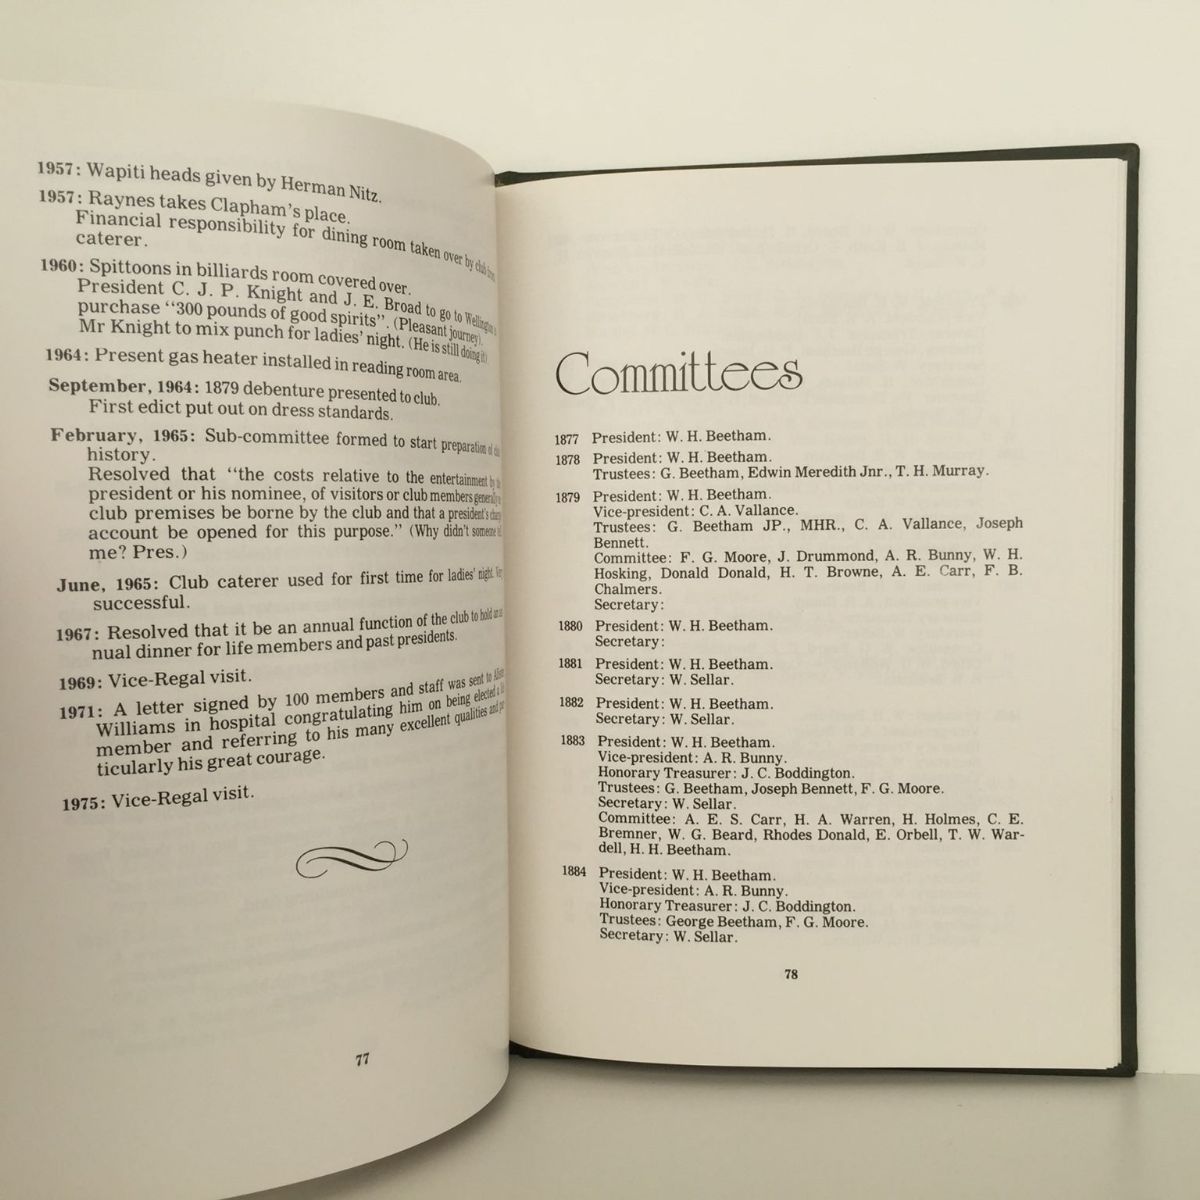 1957: Wapiti heads given by Herman Nitz.
1957: Raynes takes Clapham's place.
Financial responsibility for dining room taken over by club from
caterer.
1960: Spittoons in billiards room covered over.
President C. J. P. Knight and J. E. Broad to go to Wellington to
purchase "300 pounds of good spirits". (Pleasant journey).
Mr Knight to mix punch for ladies' night. (He is still doing it)
1964: Present gas heater installed in reading room area.
September, 1964: 1879 debenture presented to club.
First edict put out on dress standards.
February, 1965: Sub-committee formed to start preparation of club
history.
Resolved that "the costs relative to the entertainment by the
president or his nominee, of visitors or club members generally on
club premises be borne by the club and that a president's charge
account be opened for this purpose." (Why didn't someone tell
me? Pres.)
June, 1965: Club caterer used for first time for ladies' night. Very
successful.
1967: Resolved that it be an annual function of the club to hold an an-
nual dinner for life members and past presidents.
1969: Vice-Regal visit.
1971: A letter signed by 100 members and staff was sent to
Williams in hospital congratulating him on being elected a life
member and referring to his many excellent qualities and par-
ticularly his great courage.
1975: Vice-Regal visit.
77
Committees
1877 President: W. H. Beetham.
1878 President: W. H. Beetham.
Trustees: G. Beetham, Edwin Meredith Jnr., T. H. Murray.
1879 President: W. H. Beetham.
Vice-president: C. A. Vallance.
Trustees: G. Beetham JP., MHR., C. A. Vallance, Joseph
Bennett.
Committee: F. G. Moore, J. Drummond, A. R. Bunny, W. H.
Hosking, Donald Donald, H. T. Browne, A. E. Carr, F. B.
Chalmers.
Secretary:
1880 President: W. H. Beetham.
Secretary:
1881 President: W. H. Beetham.
Secretary: W. Sellar.
1882 President: W. H. Beetham.
Secretary: W. Sellar.
1883 President: W. H. Beetham.
Vice-president: A. R. Bunny.
Honorary Treasurer: J. C. Boddington.
Trustees: G. Beetham, Joseph Bennett, F. G. Moore.
Secretary: W. Sellar.
Committee: A. E. S. Carr, H. A. Warren, H. Holmes, C. E.
Bremner, W. G. Beard, Rhodes Donald, E. Orbell, T. W. War-
dell, H. H. Beetham.
1884 President: W. H. Beetham.
Vice-president: A. R. Bunny.
Honorary Treasurer: J. C. Boddington.
Trustees: George Beetham, F. G. Moore.
Secretary: W. Sellar.
78